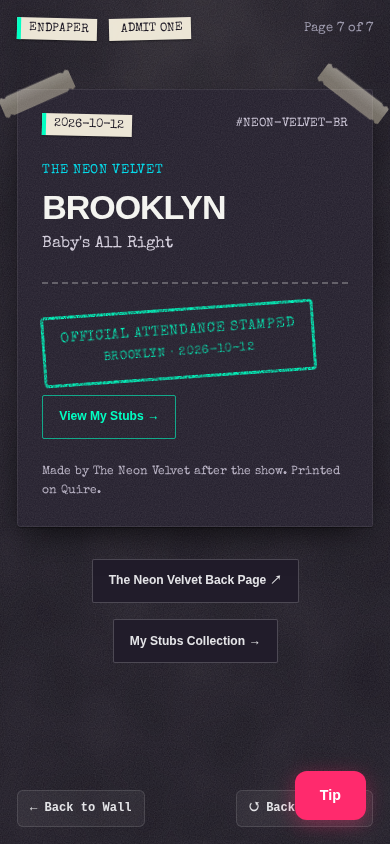 ENDPAPER ADMIT ONE Page 7 of 7
2026-10-12 #NEON-VELVET-BR
THE NEON VELVET
BROOKLYN
Baby's All Right
OFFICIAL ATTENDANCE STAMPED
BROOKLYN · 2026-10-12
View My Stubs →
Made by The Neon Velvet after the show. Printed
on Quire.
The Neon Velvet Back Page ↗
My Stubs Collection →
← Back to Wall ↺ Back
Tip